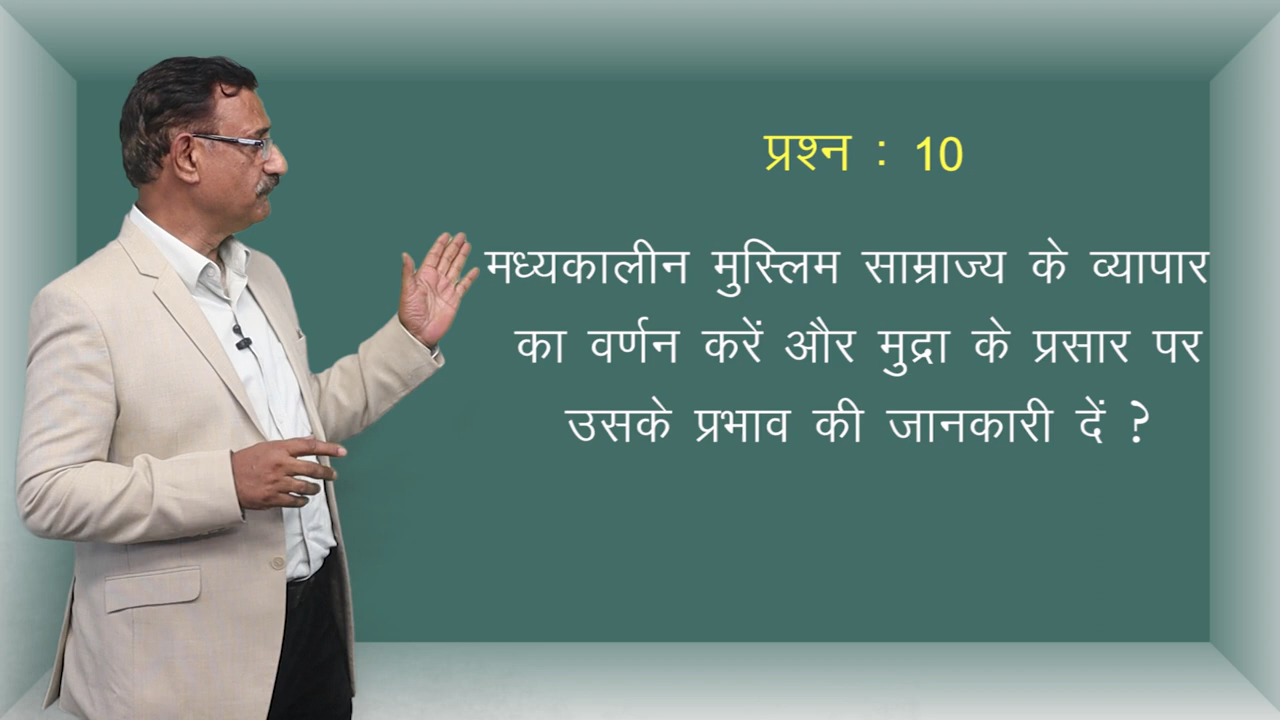 प्रश्न : 10
मध्यकालीन मुस्लिम साम्राज्य के व्यापार
का वर्णन करें और मुद्रा के प्रसार पर
उसके प्रभाव की जानकारी दें ?